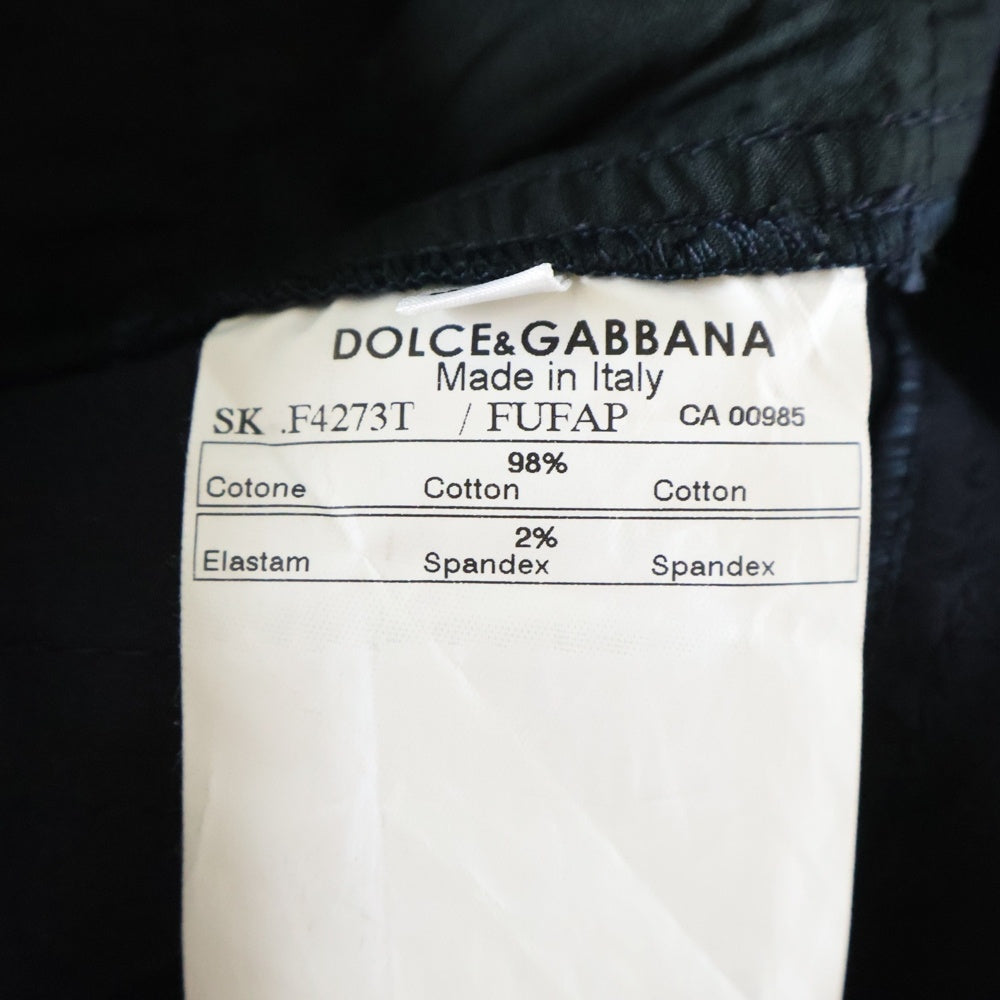 DOLCE&GABBANA
Made in Italy
SK .F4273T / FUFAP CA 00985
98%
Cotone Cotton Cotton
2%
Elastam Spandex Spandex